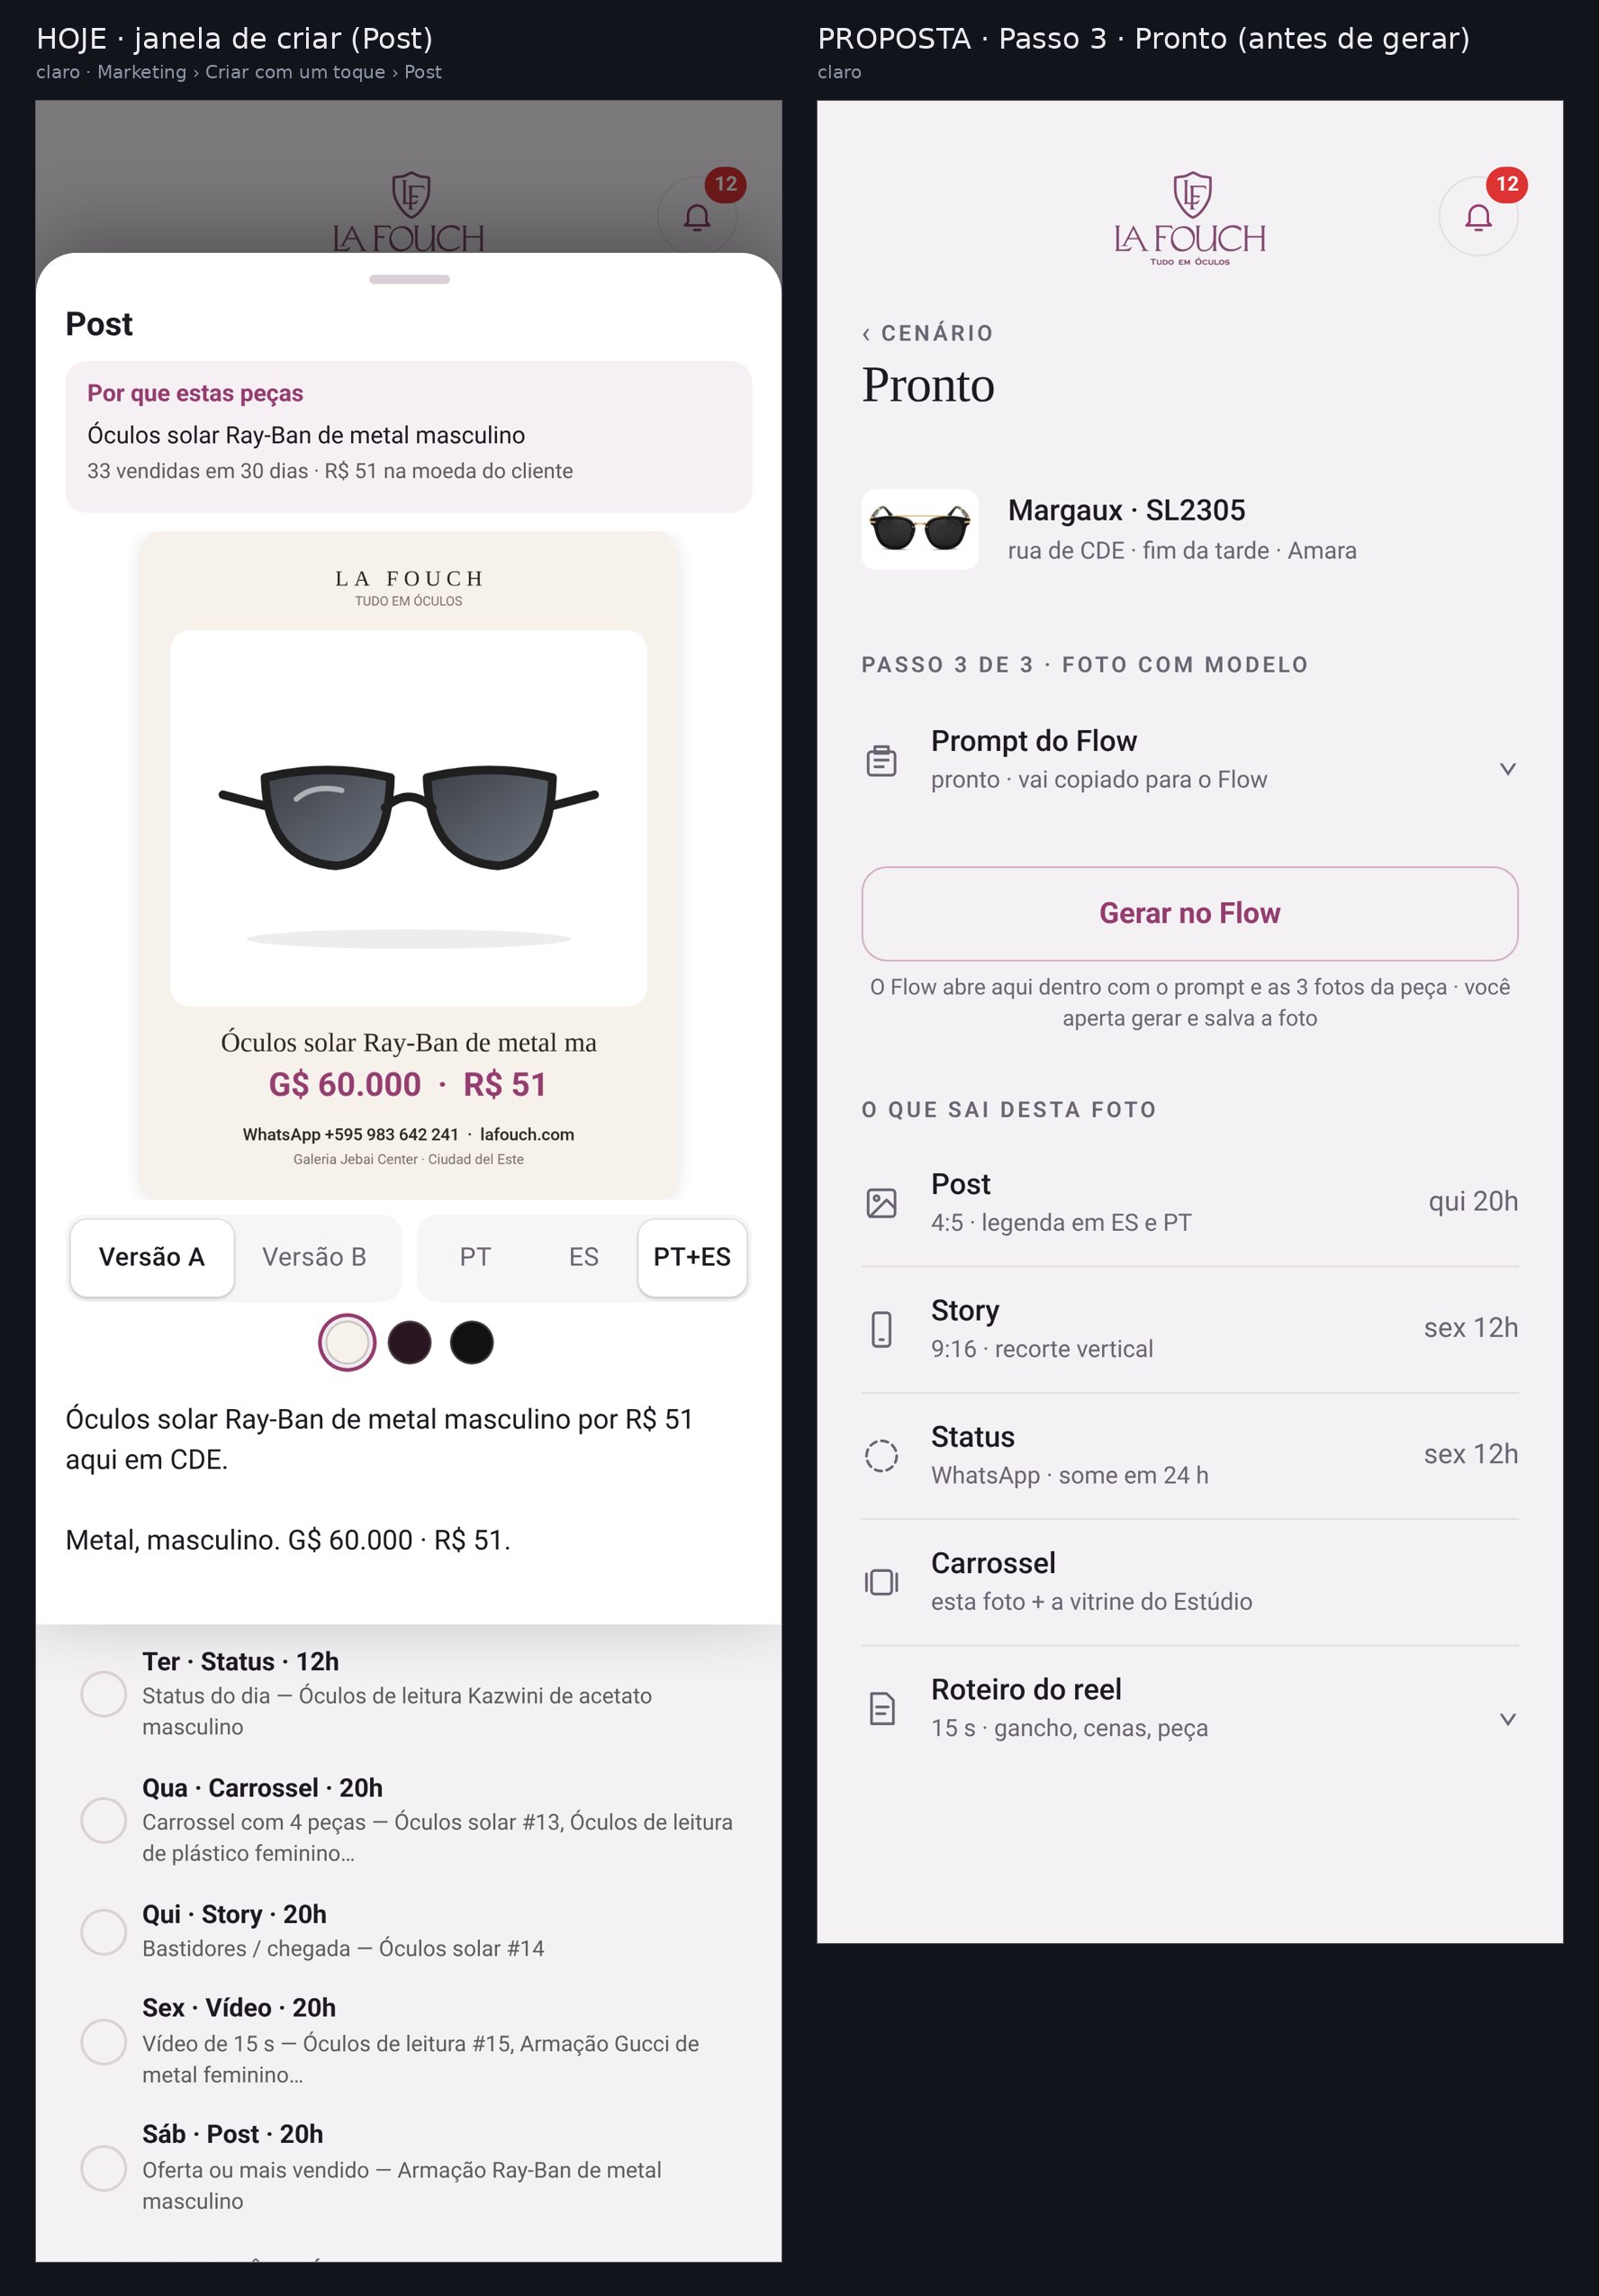 HOJE · janela de criar (Post)
claro · Marketing › Criar com um toque › Post
LF
LA FOUCH
12
Post
Por que estas peças
Óculos solar Ray-Ban de metal masculino
33 vendidas em 30 dias · R$ 51 na moeda do cliente
LA FOUCH
TUDO EM ÓCULOS
Óculos solar Ray-Ban de metal ma
G$ 60.000 · R$ 51
WhatsApp +595 983 642 241 · lafouch.com
Galeria Jebai Center · Ciudad del Este
Versão A
Versão B
PT
ES
PT+ES
Óculos solar Ray-Ban de metal masculino por R$ 51
aqui em CDE.
Metal, masculino. G$ 60.000 · R$ 51.
Ter · Status · 12h
Status do dia — Óculos de leitura Kazwini de acetato
masculino
Qua · Carrossel · 20h
Carrossel com 4 peças — Óculos solar #13, Óculos de leitura
de plástico feminino…
Qui · Story · 20h
Bastidores / chegada — Óculos solar #14
Sex · Vídeo · 20h
Vídeo de 15 s — Óculos de leitura #15, Armação Gucci de
metal feminino…
Sáb · Post · 20h
Oferta ou mais vendido — Armação Ray-Ban de metal
masculino
PROPOSTA · Passo 3 · Pronto (antes de gerar)
claro
LF
LA FOUCH
TUDO EM ÓCULOS
12
‹ CENÁRIO
Pronto
Margaux · SL2305
rua de CDE · fim da tarde · Amara
PASSO 3 DE 3 · FOTO COM MODELO
Prompt do Flow
pronto · vai copiado para o Flow
Gerar no Flow
O Flow abre aqui dentro com o prompt e as 3 fotos da peça · você
aperta gerar e salva a foto
O QUE SAI DESTA FOTO
Post
4:5 · legenda em ES e PT
qui 20h
Story
9:16 · recorte vertical
sex 12h
Status
WhatsApp · some em 24 h
sex 12h
Carrossel
esta foto + a vitrine do Estúdio
Roteiro do reel
15 s · gancho, cenas, peça